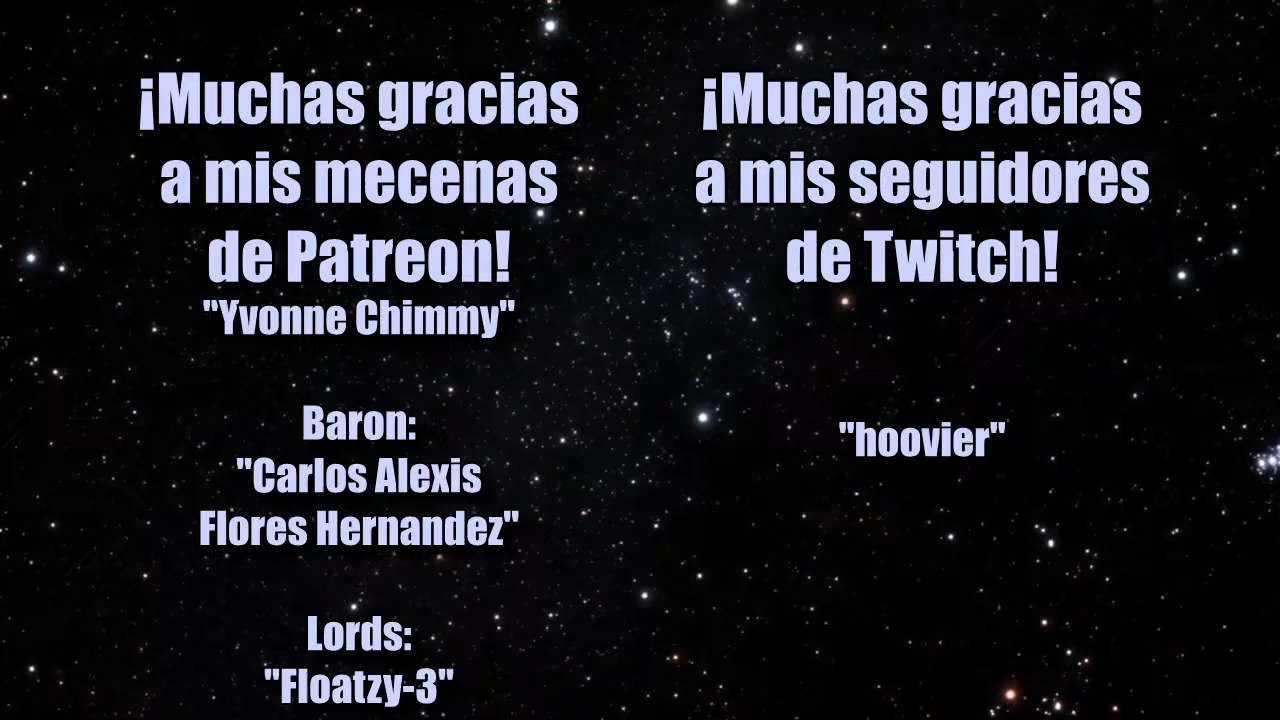 ¡Muchas gracias
a mis mecenas
de Patreon!
"Yvonne Chimmy"
Baron:
"Carlos Alexis
Flores Hernandez"
Lords:
"Floatzy-3"
¡Muchas gracias
a mis seguidores
de Twitch!
"hoovier"